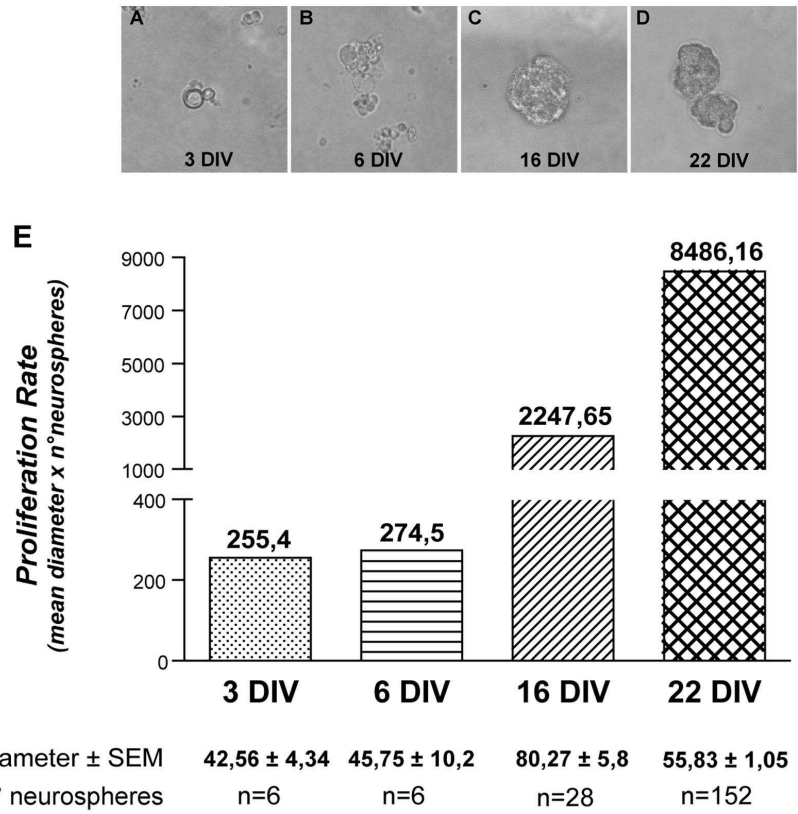 A B C D
3 DIV 6 DIV 16 DIV 22 DIV
E
Proliferation Rate
(mean diameter x n°neurospheres)
9000
7000
5000
3000
1000
400
200
0
255,4
274,5
2247,65
8486,16
3 DIV 6 DIV 16 DIV 22 DIV
ameter ± SEM 42,56 ± 4,34 45,75 ± 10,2 80,27 ± 5,8 55,83 ± 1,05
° neurospheres n=6 n=6 n=28 n=152